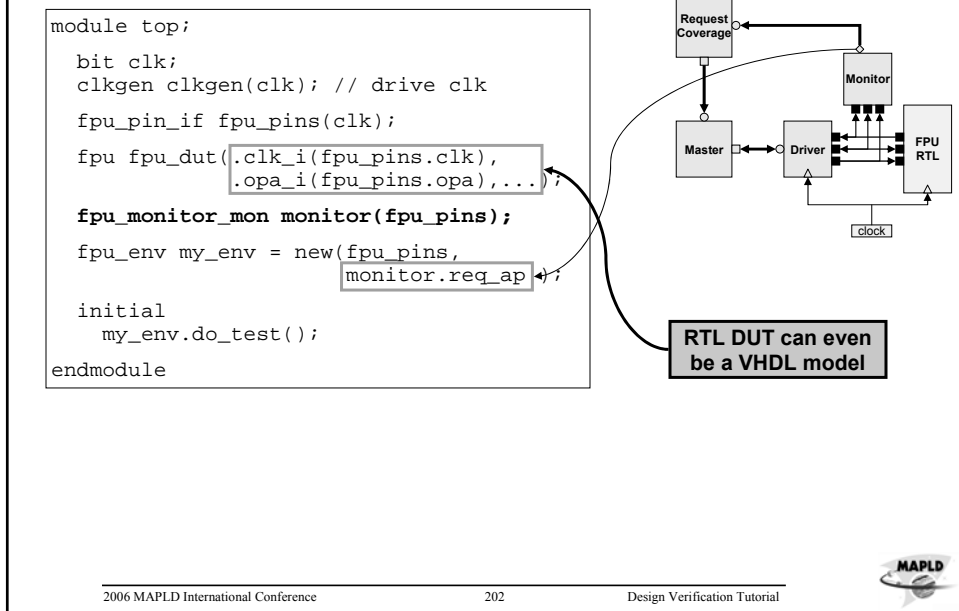 module top;
bit clk;
clkgen clkgen(clk); // drive clk
fpu_pin_if fpu_pins(clk);
fpu fpu_dut(.clk_i(fpu_pins.clk),
.opa_i(fpu_pins.opa),...);
fpu_monitor_mon monitor(fpu_pins);
fpu_env my_env = new(fpu_pins,
monitor.req_ap );
initial
my_env.do_test();
endmodule
Request
Coverage
Monitor
Master
Driver
FPU
RTL
clock
RTL DUT can even
be a VHDL model
2006 MAPLD International Conference
202
Design Verification Tutorial
MAPLD